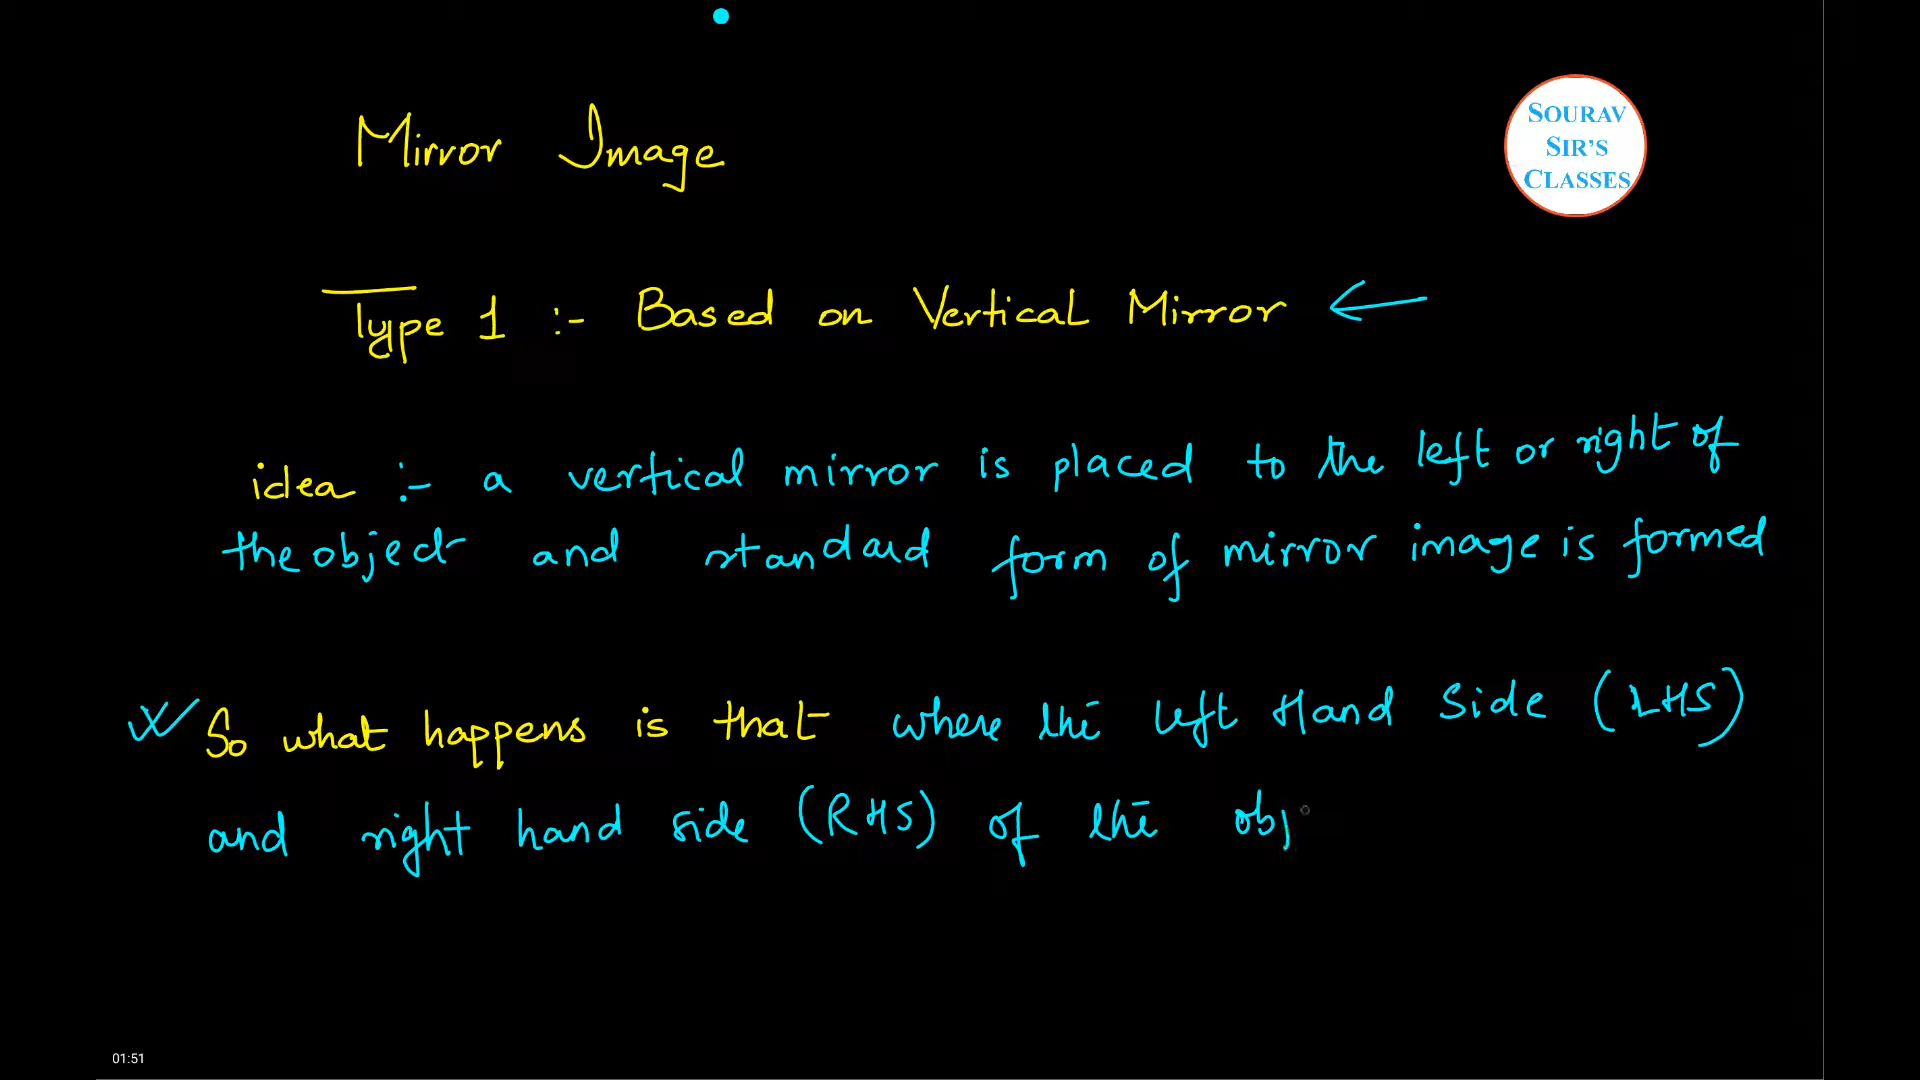 Mirror Image
SOURAV
SIR'S
CLASSES
Type 1 :- Based on Vertical Mirror ←
idea :- a vertical mirror is placed to the left or right of
the object and standard form of mirror image is formed
So what happens is that where the left Hand Side (LHS)
and right hand side (RHS) of the obj
01:51